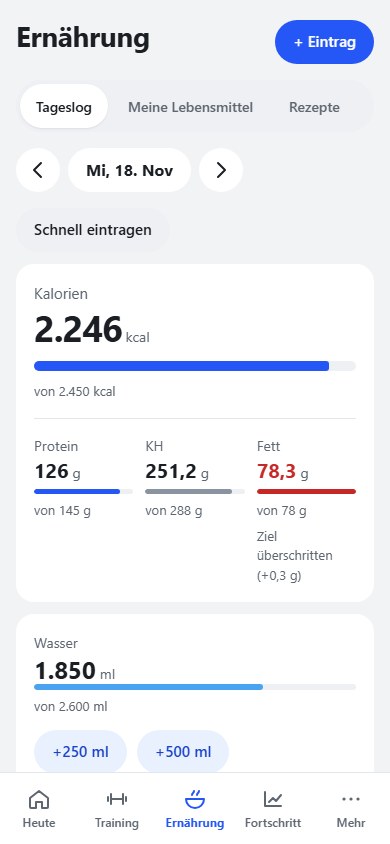 Ernährung
+ Eintrag
Tageslog
Meine Lebensmittel
Rezepte
Mi, 18. Nov
Schnell eintragen
Kalorien
2.246 kcal
von 2.450 kcal
Protein
126 g
von 145 g
KH
251,2 g
von 288 g
Fett
78,3 g
von 78 g
Ziel
überschritten
(+0,3 g)
Wasser
1.850 ml
von 2.600 ml
+250 ml
+500 ml
Heute
Training
Ernährung
Fortschritt
Mehr